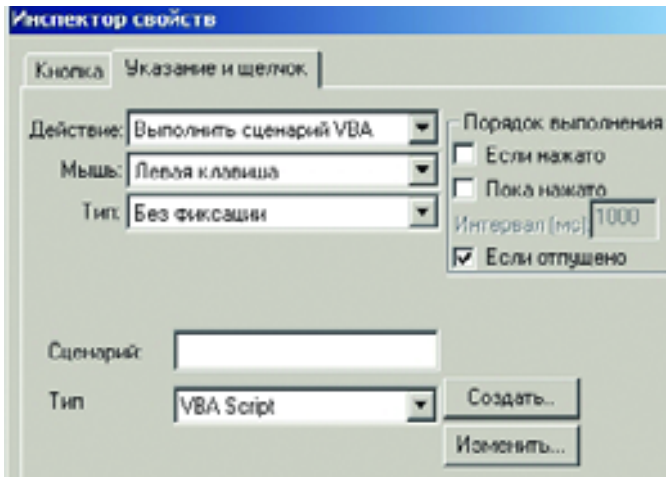 Инспектор свойств
Кнопка Указание и щелчок
Действие: Выполнить сценарий VBA
Мышь: Левая клавиша
Тип: Без фиксации
Порядок выполнения
Если нажато
Пока нажато
Интервал (мс) 1000
Если отпущено
Сценарий:
Тип VBA Script
Создать...
Изменить...